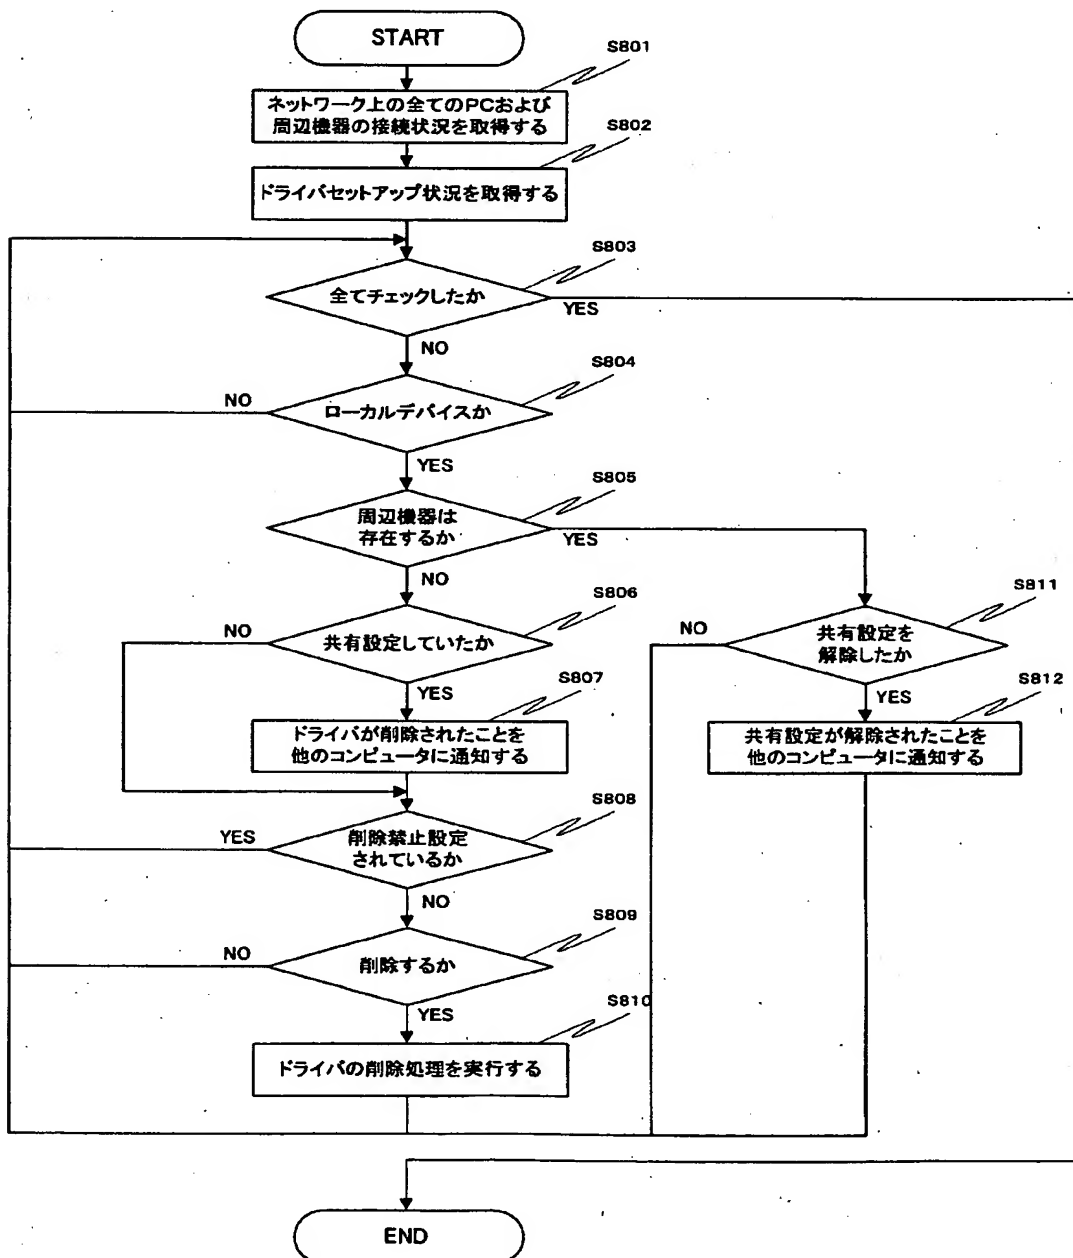 START
S801
ネットワーク上の全てのPCおよび
周辺機器の接続状況を取得する
S802
ドライバセットアップ状況を取得する
S803
全てチェックしたか
YES
NO
S804
NO
ローカルデバイスか
YES
S805
周辺機器は
存在するか
YES
NO
S806
NO
共有設定していたか
YES
S811
NO
共有設定を
解除したか
YES
S807
ドライバが削除されたことを
他のコンピュータに通知する
S812
共有設定が解除されたことを
他のコンピュータに通知する
S808
YES
削除禁止設定
されているか
NO
S809
NO
削除するか
YES
S810
ドライバの削除処理を実行する
END